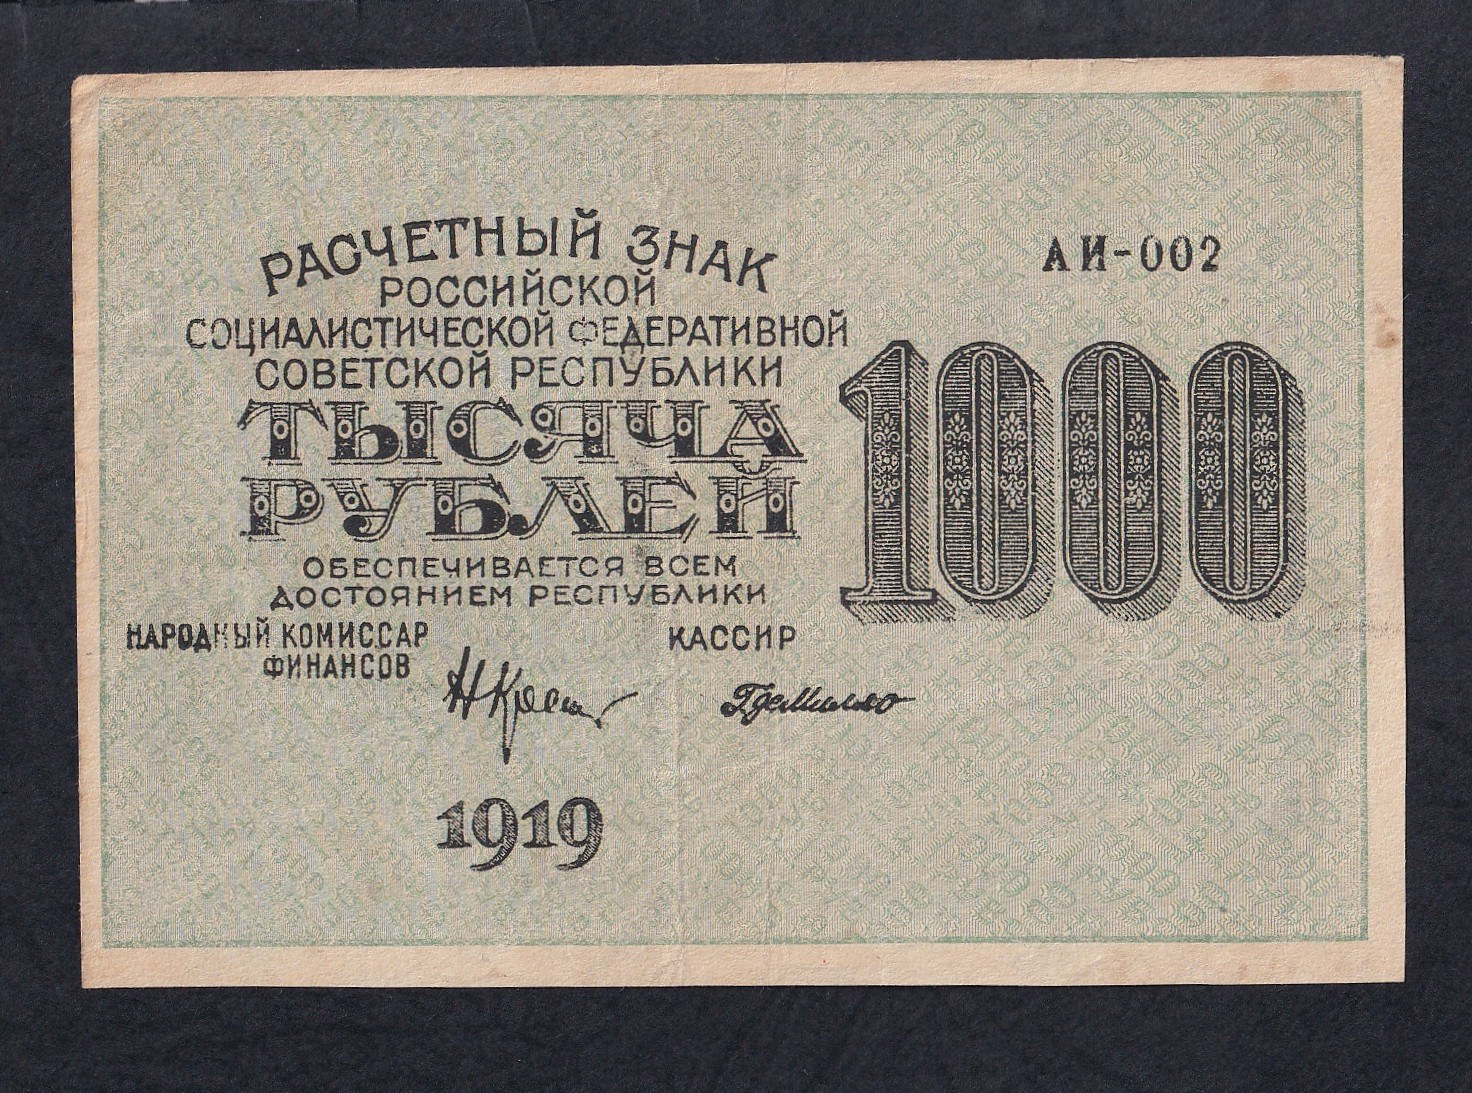 РАСЧЕТНЫЙ ЗНАК
РОССИЙСКОЙ
СОЦИАЛИСТИЧЕСКОЙ ФЕДЕРАТИВНОЙ
СОВЕТСКОЙ РЕСПУБЛИКИ
ТЫСЯЧА
РУБЛЕЙ
ОБЕСПЕЧИВАЕТСЯ ВСЕМ
ДОСТОЯНИЕМ РЕСПУБЛИКИ
НАРОДНЫЙ КОМИССАР
ФИНАНСОВ
КАССИР
1919
АИ-002
1000